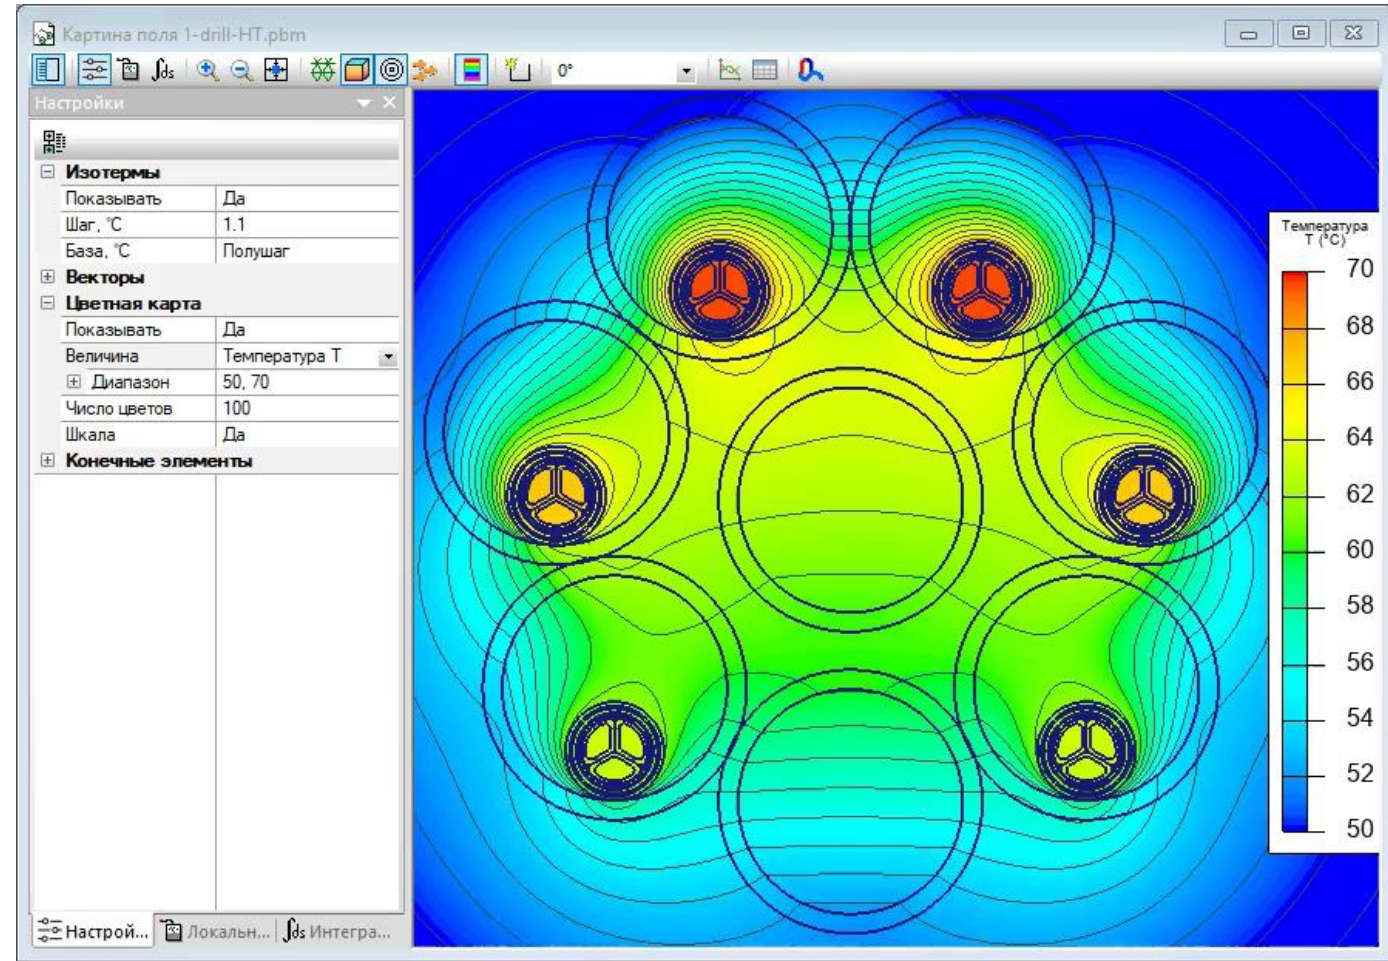 Картина поля 1-drill-HT.pbm
∫ds 0°
Настройки
Изотермы
Показывать Да
Шаг, °C 1.1
База, °C Полушаг
Векторы
Цветная карта
Показывать Да
Величина Температура T
Диапазон 50, 70
Число цветов 100
Шкала Да
Конечные элементы
Температура
T (°C)
70
68
66
64
62
60
58
56
54
52
50
Настрой... Локальн... ∫ds Интегра...